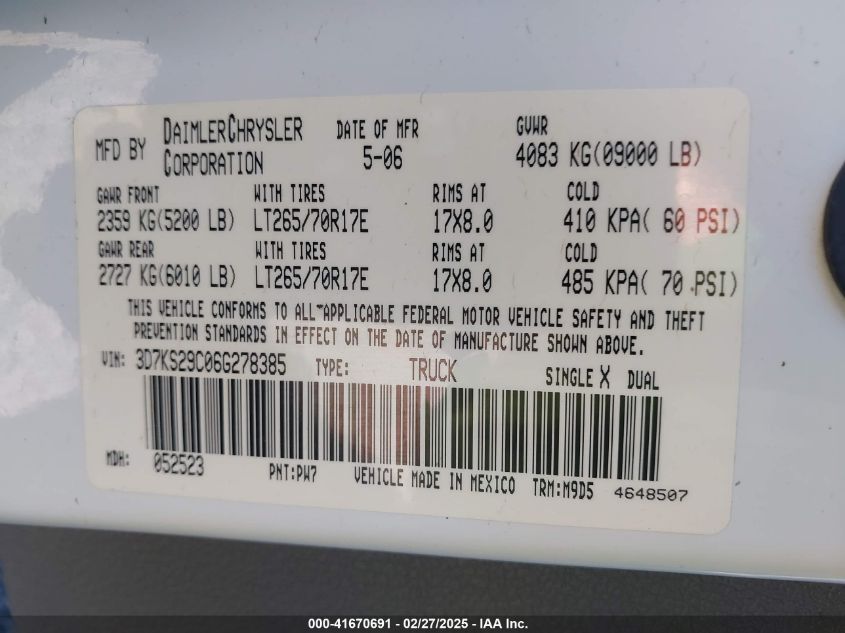 MFD BY DAIMLERCHRYSLER CORPORATION DATE OF MFR 5-06 GVWR 4083 KG(09000 LB)
GAWR FRONT WITH TIRES RIMS AT COLD
2359 KG(5200 LB) LT265/70R17E 17X8.0 410 KPA( 60 PSI)
GAWR REAR WITH TIRES RIMS AT COLD
2727 KG(6010 LB) LT265/70R17E 17X8.0 485 KPA( 70 PSI)
THIS VEHICLE CONFORMS TO ALL APPLICABLE FEDERAL MOTOR VEHICLE SAFETY AND THEFT
PREVENTION STANDARDS IN EFFECT ON THE DATE OF MANUFACTURE SHOWN ABOVE.
VIN: 3D7KS29C06G278385 TYPE: TRUCK SINGLE X DUAL
MDH: 052523 PNT:PW7 VEHICLE MADE IN MEXICO TRM:M9D5 4648507
000-41670691 - 02/27/2025 - IAA Inc.